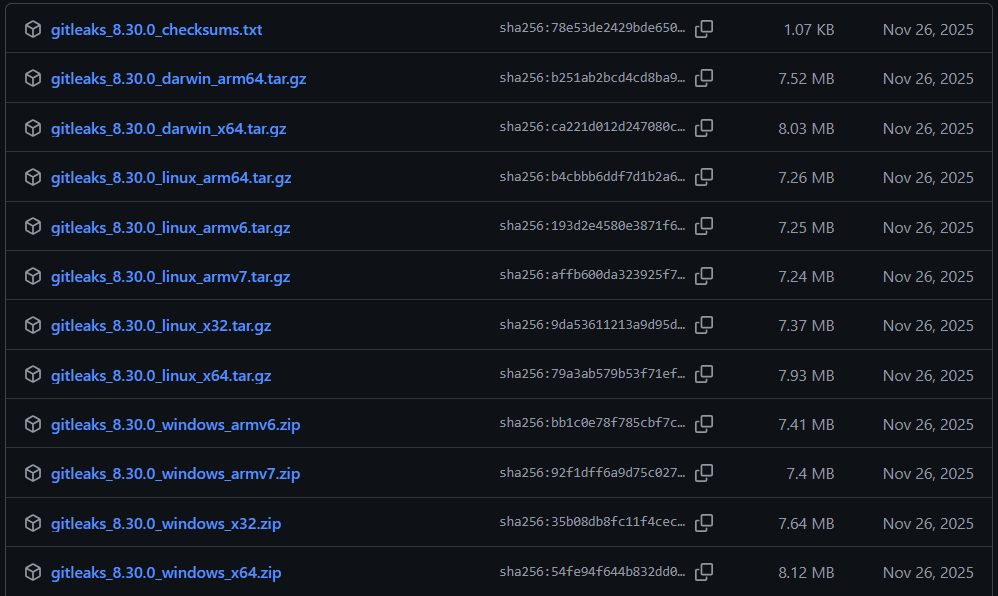 gitleaks_8.30.0_checksums.txt sha256:78e53de2429bde650… 1.07 KB Nov 26, 2025
gitleaks_8.30.0_darwin_arm64.tar.gz sha256:b251ab2bcd4cd8ba9… 7.52 MB Nov 26, 2025
gitleaks_8.30.0_darwin_x64.tar.gz sha256:ca221d012d247080c… 8.03 MB Nov 26, 2025
gitleaks_8.30.0_linux_arm64.tar.gz sha256:b4cbbb6ddf7d1b2a6… 7.26 MB Nov 26, 2025
gitleaks_8.30.0_linux_armv6.tar.gz sha256:193d2e4580e3871f6… 7.25 MB Nov 26, 2025
gitleaks_8.30.0_linux_armv7.tar.gz sha256:affb600da323925f7… 7.24 MB Nov 26, 2025
gitleaks_8.30.0_linux_x32.tar.gz sha256:9da53611213a9d95d… 7.37 MB Nov 26, 2025
gitleaks_8.30.0_linux_x64.tar.gz sha256:79a3ab579b53f71ef… 7.93 MB Nov 26, 2025
gitleaks_8.30.0_windows_armv6.zip sha256:bb1c0e78f785cbf7c… 7.41 MB Nov 26, 2025
gitleaks_8.30.0_windows_armv7.zip sha256:92f1dff6a9d75c027… 7.4 MB Nov 26, 2025
gitleaks_8.30.0_windows_x32.zip sha256:35b08db8fc11f4cec… 7.64 MB Nov 26, 2025
gitleaks_8.30.0_windows_x64.zip sha256:54fe94f644b832dd0… 8.12 MB Nov 26, 2025